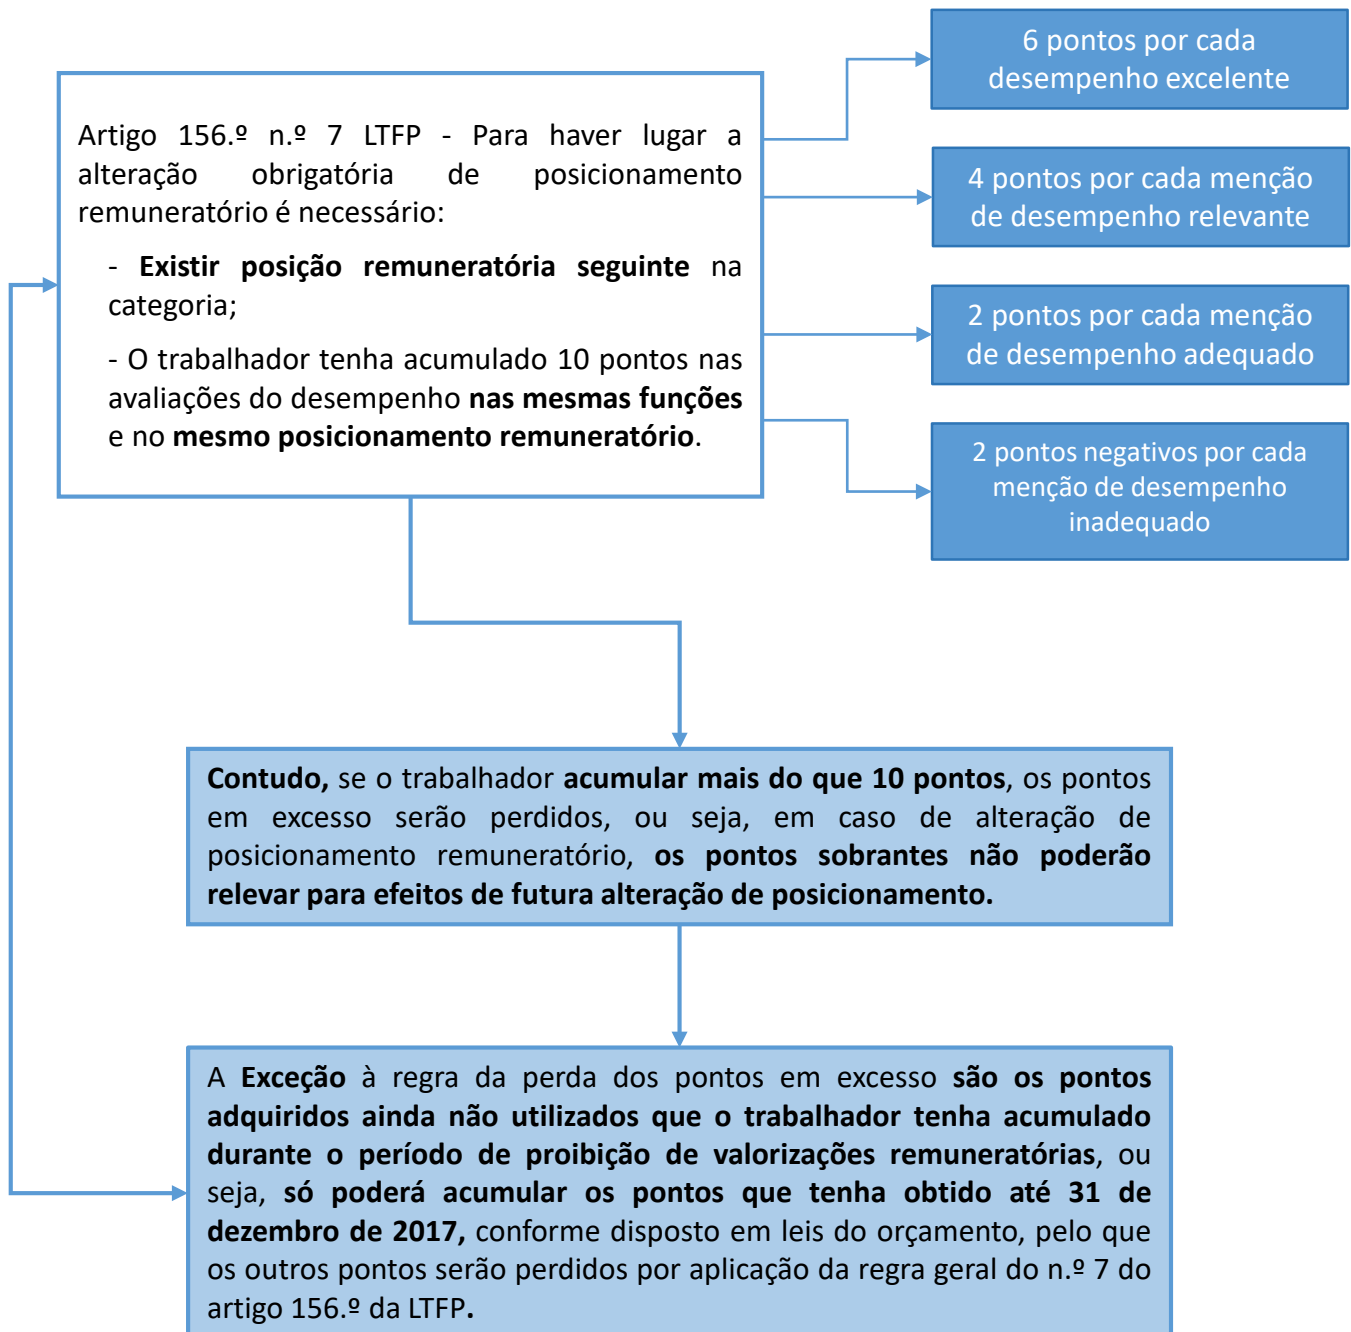 Artigo 156.º n.º 7 LTFP - Para haver lugar a
alteração obrigatória de posicionamento
remuneratório é necessário:
- Existir posição remuneratória seguinte na
categoria;
- O trabalhador tenha acumulado 10 pontos nas
avaliações do desempenho nas mesmas funções
e no mesmo posicionamento remuneratório.
6 pontos por cada
desempenho excelente
4 pontos por cada menção
de desempenho relevante
2 pontos por cada menção
de desempenho adequado
2 pontos negativos por cada
menção de desempenho
inadequado
Contudo, se o trabalhador acumular mais do que 10 pontos, os pontos
em excesso serão perdidos, ou seja, em caso de alteração de
posicionamento remuneratório, os pontos sobrantes não poderão
relevar para efeitos de futura alteração de posicionamento.
A Exceção à regra da perda dos pontos em excesso são os pontos
adquiridos ainda não utilizados que o trabalhador tenha acumulado
durante o período de proibição de valorizações remuneratórias, ou
seja, só poderá acumular os pontos que tenha obtido até 31 de
dezembro de 2017, conforme disposto em leis do orçamento, pelo que
os outros pontos serão perdidos por aplicação da regra geral do n.º 7 do
artigo 156.º da LTFP.